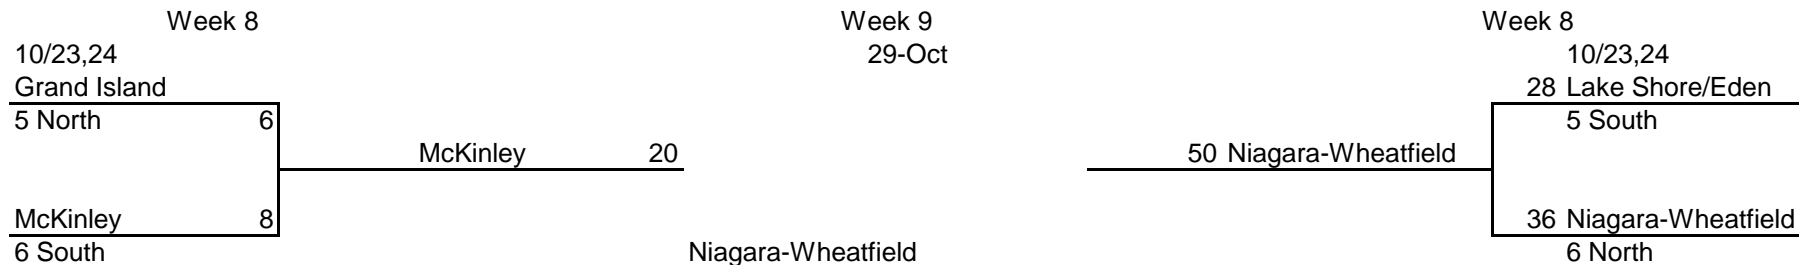 Week 8 Week 9 Week 8
10/23,24 29-Oct 10/23,24
Grand Island 28 Lake Shore/Eden
5 North 6 5 South
McKinley 20 50 Niagara-Wheatfield
McKinley 8 36 Niagara-Wheatfield
6 South Niagara-Wheatfield 6 North